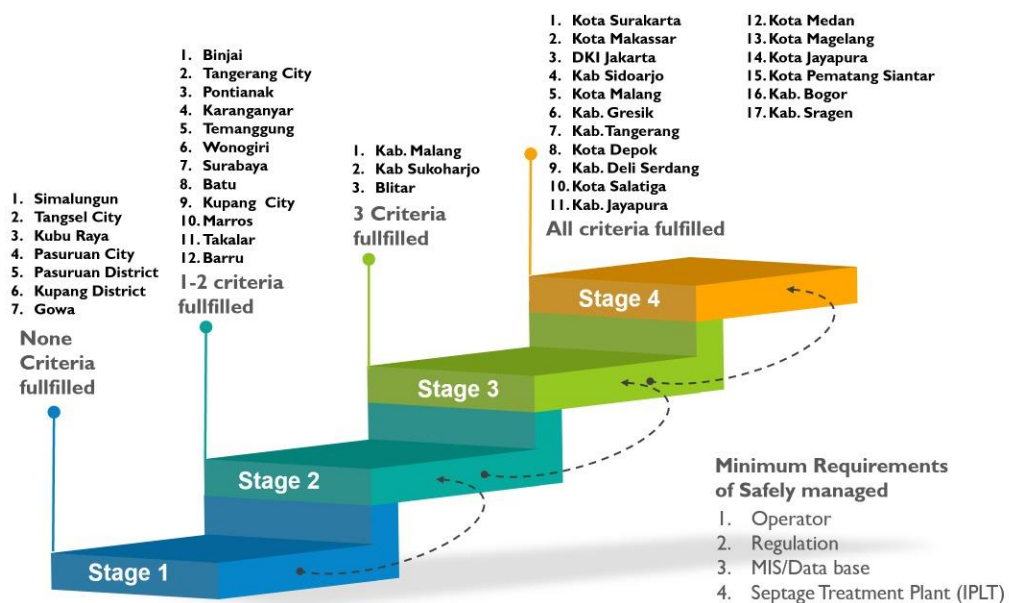 1. Simalungun
2. Tangsel City
3. Kubu Raya
4. Pasuruan City
5. Pasuruan District
6. Kupang District
7. Gowa
None
Criteria
fullfilled
1. Binjai
2. Tangerang City
3. Pontianak
4. Karanganyar
5. Temanggung
6. Wonogiri
7. Surabaya
8. Batu
9. Kupang City
10. Marros
11. Takalar
12. Barru
1-2 criteria
fullfilled
1. Kab. Malang
2. Kab Sukoharjo
3. Blitar
3 Criteria
fullfilled
1. Kota Surakarta
2. Kota Makassar
3. DKI Jakarta
4. Kab Sidoarjo
5. Kota Malang
6. Kab. Gresik
7. Kab. Tangerang
8. Kota Depok
9. Kab. Deli Serdang
10. Kota Salatiga
11. Kab. Jayapura
12. Kota Medan
13. Kota Magelang
14. Kota Jayapura
15. Kota Pematang Siantar
16. Kab. Bogor
17. Kab. Sragen
All criteria fulfilled
Stage 4
Stage 3
Stage 2
Stage 1
Minimum Requirements
of Safely managed
1. Operator
2. Regulation
3. MIS/Data base
4. Septage Treatment Plant (IPLT)